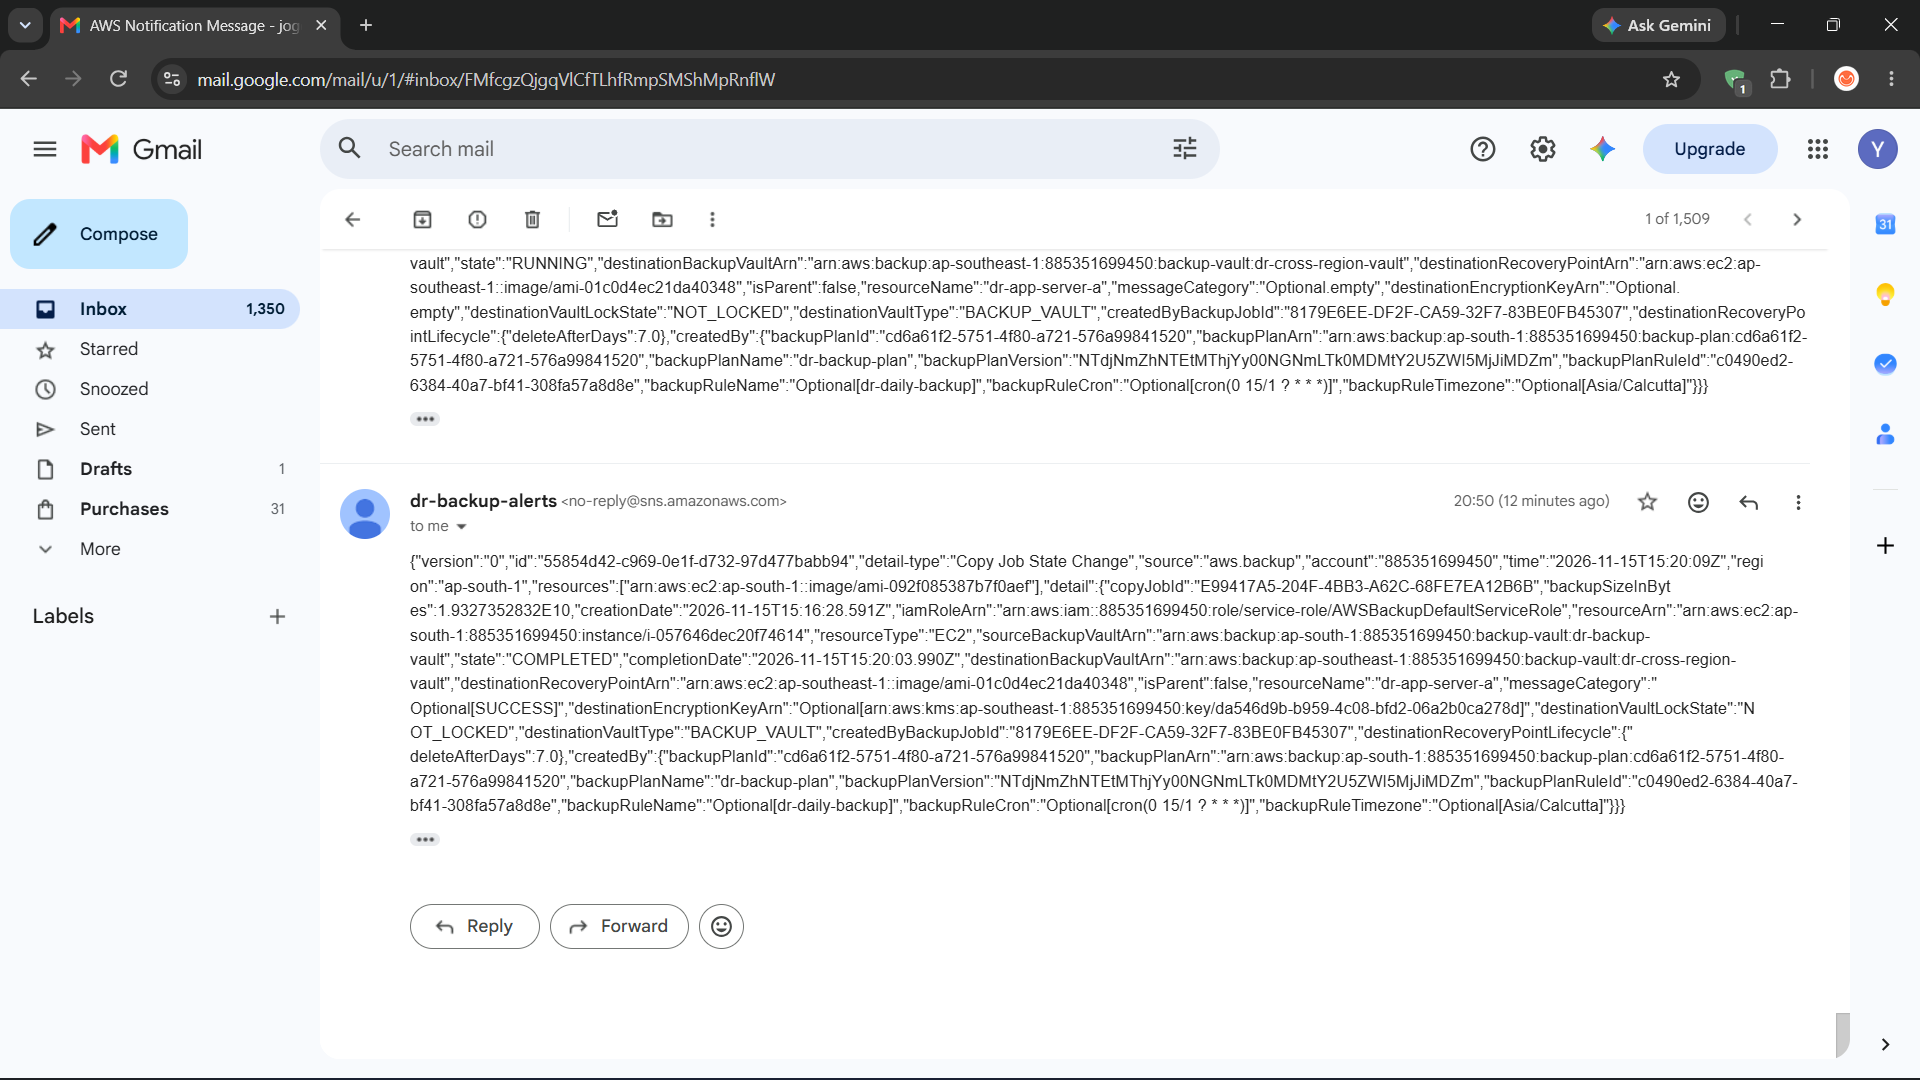 AWS Notification Message - jog
Ask Gemini
mail.google.com/mail/u/1/#inbox/FMfcgzQjgqVlCfTLhfRmpSMShMpRnflW
1
Gmail
Search mail
Upgrade
Y
Compose
1 of 1,509
31
Inbox 1,350
Starred
Snoozed
Sent
Drafts 1
Purchases 31
More
Labels
vault","state":"RUNNING","destinationBackupVaultArn":"arn:aws:backup:ap-southeast-1:885351699450:backup-vault:dr-cross-region-vault","destinationRecoveryPointArn":"arn:aws:ec2:ap-
southeast-1::image/ami-01c0d4ec21da40348","isParent":false,"resourceName":"dr-app-server-a","messageCategory":"Optional.empty","destinationEncryptionKeyArn":"Optional.
empty","destinationVaultLockState":"NOT_LOCKED","destinationVaultType":"BACKUP_VAULT","createdByBackupJobId":"8179E6EE-DF2F-CA59-32F7-83BE0FB45307","destinationRecoveryPo
intLifecycle":{"deleteAfterDays":7.0},"createdBy":{"backupPlanId":"cd6a61f2-5751-4f80-a721-576a99841520","backupPlanArn":"arn:aws:backup:ap-south-1:885351699450:backup-plan:cd6a61f2-
5751-4f80-a721-576a99841520","backupPlanName":"dr-backup-plan","backupPlanVersion":"NTdjNmZhNTEtMThjYy00NGNmLTk0MDMtY2U5ZWI5MjJiMDZm","backupPlanRuleId":"c0490ed2-
6384-40a7-bf41-308fa57a8d8e","backupRuleName":"Optional[dr-daily-backup]","backupRuleCron":"Optional[cron(0 15/1 ? * * *)]","backupRuleTimezone":"Optional[Asia/Calcutta]"}}}
dr-backup-alerts <no-reply@sns.amazonaws.com>
20:50 (12 minutes ago)
to me
{"version":"0","id":"55854d42-c969-0e1f-d732-97d477babb94","detail-type":"Copy Job State Change","source":"aws.backup","account":"885351699450","time":"2026-11-15T15:20:09Z","regi
on":"ap-south-1","resources":["arn:aws:ec2:ap-south-1::image/ami-092f085387b7f0aef"],"detail":{"copyJobId":"E99417A5-204F-4BB3-A62C-68FE7EA12B6B","backupSizeInByt
es":1.9327352832E10,"creationDate":"2026-11-15T15:16:28.591Z","iamRoleArn":"arn:aws:iam::885351699450:role/service-role/AWSBackupDefaultServiceRole","resourceArn":"arn:aws:ec2:ap-
south-1:885351699450:instance/i-057646dec20f74614","resourceType":"EC2","sourceBackupVaultArn":"arn:aws:backup:ap-south-1:885351699450:backup-vault:dr-backup-
vault","state":"COMPLETED","completionDate":"2026-11-15T15:20:03.990Z","destinationBackupVaultArn":"arn:aws:backup:ap-southeast-1:885351699450:backup-vault:dr-cross-region-
vault","destinationRecoveryPointArn":"arn:aws:ec2:ap-southeast-1::image/ami-01c0d4ec21da40348","isParent":false,"resourceName":"dr-app-server-a","messageCategory":"
Optional[SUCCESS]","destinationEncryptionKeyArn":"Optional[arn:aws:kms:ap-southeast-1:885351699450:key/da546d9b-b959-4c08-bfd2-06a2b0ca278d]","destinationVaultLockState":"N
OT_LOCKED","destinationVaultType":"BACKUP_VAULT","createdByBackupJobId":"8179E6EE-DF2F-CA59-32F7-83BE0FB45307","destinationRecoveryPointLifecycle":{"
deleteAfterDays":7.0},"createdBy":{"backupPlanId":"cd6a61f2-5751-4f80-a721-576a99841520","backupPlanArn":"arn:aws:backup:ap-south-1:885351699450:backup-plan:cd6a61f2-5751-4f80-
a721-576a99841520","backupPlanName":"dr-backup-plan","backupPlanVersion":"NTdjNmZhNTEtMThjYy00NGNmLTk0MDMtY2U5ZWI5MjJiMDZm","backupPlanRuleId":"c0490ed2-6384-40a7-
bf41-308fa57a8d8e","backupRuleName":"Optional[dr-daily-backup]","backupRuleCron":"Optional[cron(0 15/1 ? * * *)]","backupRuleTimezone":"Optional[Asia/Calcutta]"}}}
Reply
Forward